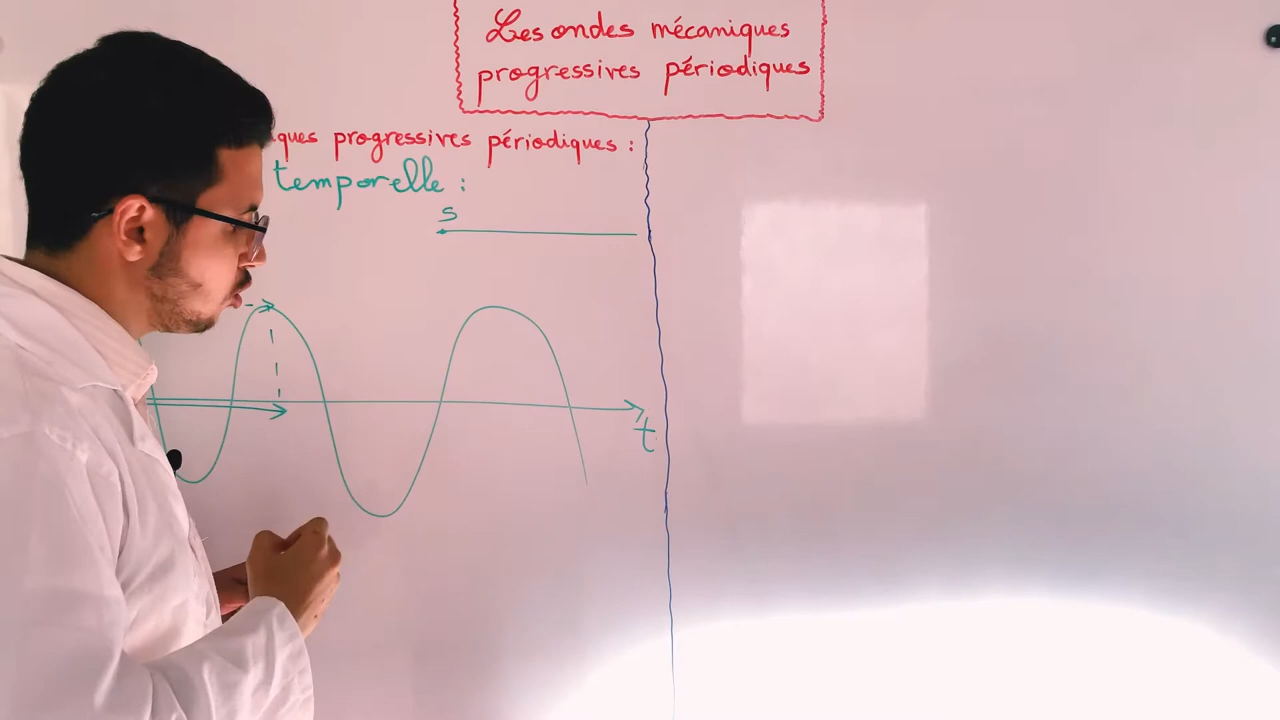 Les ondes mécaniques
progressives périodiques
ques progressives périodiques :
temporelle :
s
t